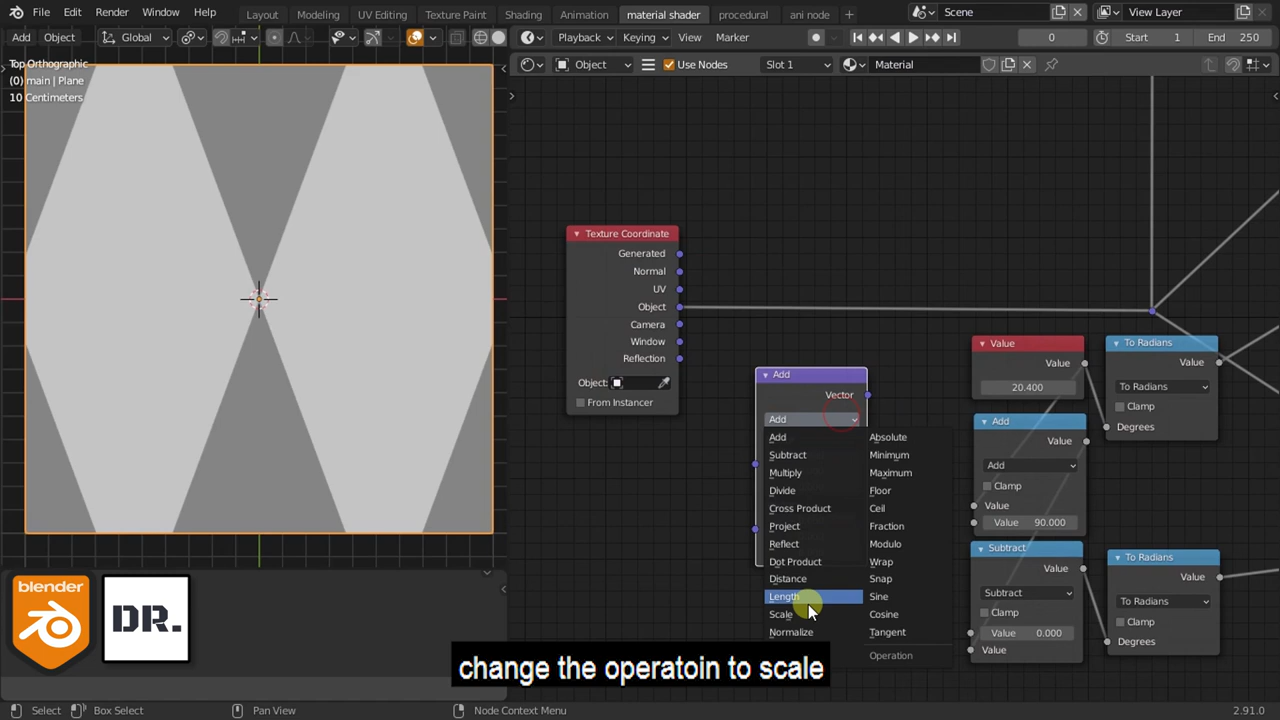 File Edit Render Window Help Layout Modeling UV Editing Texture Paint Shading Animation material shader procedural ani node + Scene View Layer
Add Object Global Playback Keying View Marker 0 Start 1 End 250
Object Use Nodes Slot 1 Material
Top Orthographic
(0) main | Plane
10 Centimeters
Texture Coordinate
Generated
Normal
UV
Object
Camera
Window
Reflection
Object:
From Instancer
Add
Vector
Add
Add
Subtract
Multiply
Divide
Cross Product
Project
Reflect
Dot Product
Distance
Length
Scale
Normalize
Absolute
Minimum
Maximum
Floor
Ceil
Fraction
Modulo
Wrap
Snap
Sine
Cosine
Tangent
Operation
Value
Value
20.400
Add
Value
Add
Clamp
Value
Value 90.000
Subtract
Value
Subtract
Clamp
Value 0.000
Value
To Radians
Value
To Radians
Clamp
Degrees
To Radians
Value
To Radians
Clamp
Degrees
blender
DR.
change the operatoin to scale
Select Box Select Pan View Node Context Menu 2.91.0